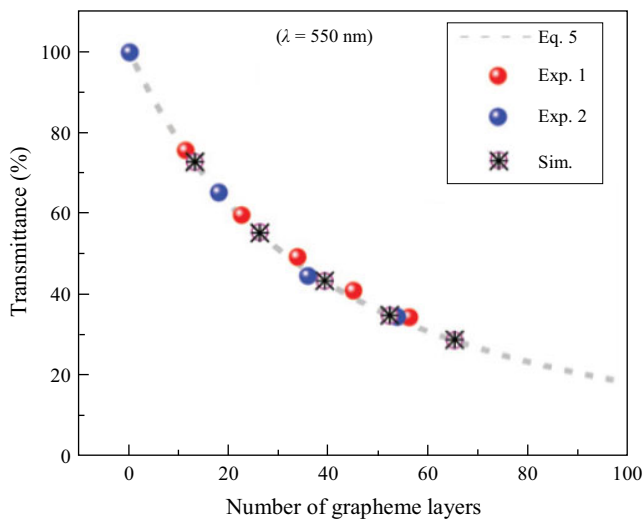 (λ = 550 nm)
Eq. 5
Exp. 1
Exp. 2
Sim.
Transmittance (%)
100
80
60
40
20
0
0
20
40
60
80
100
Number of grapheme layers